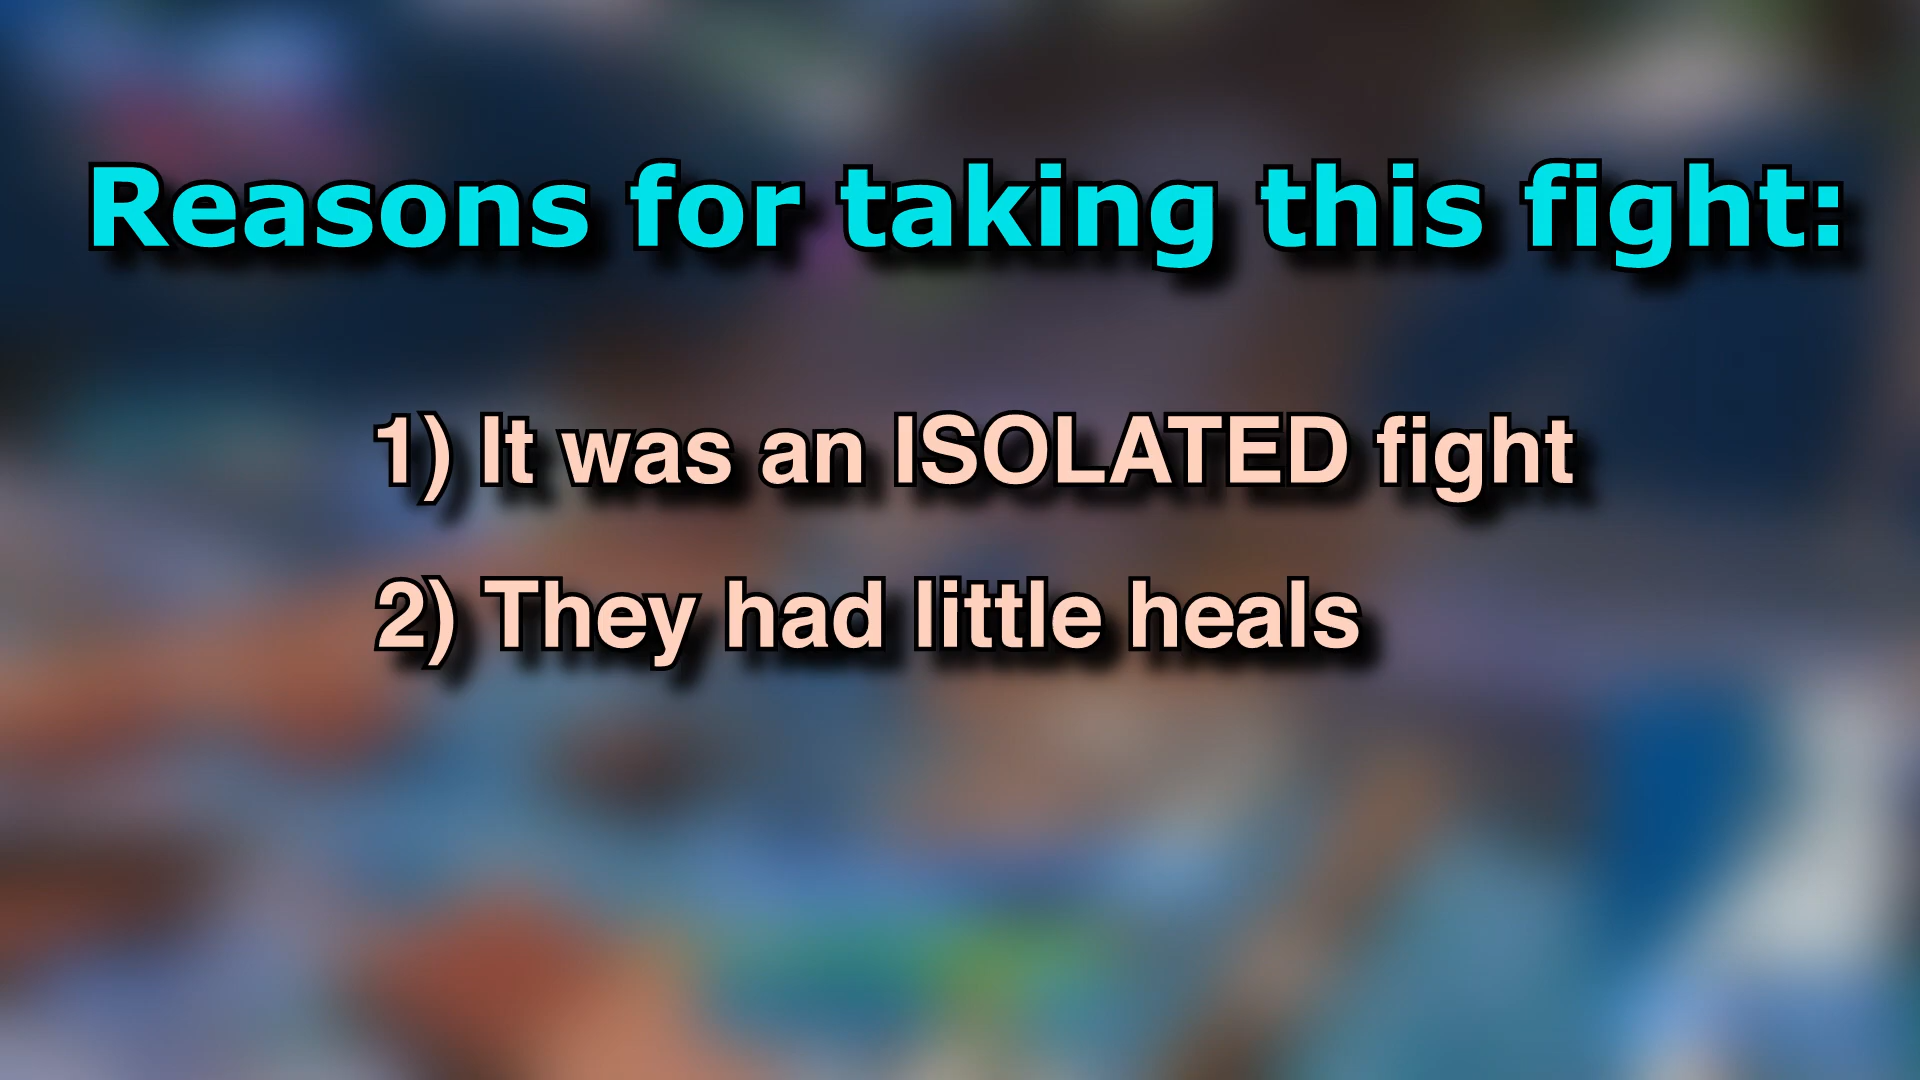 Reasons for taking this fight:
1) It was an ISOLATED fight
2) They had little heals